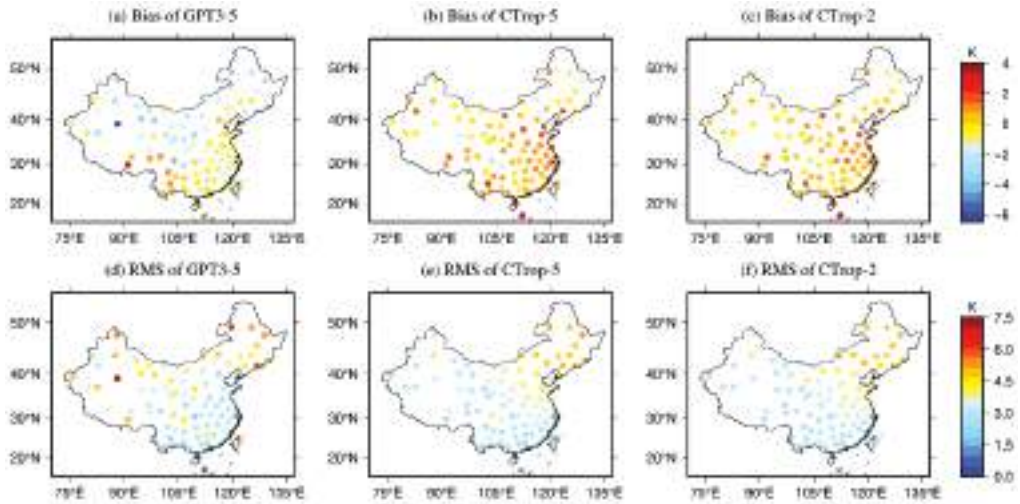 (a) Bias of GPT3-5
(b) Bias of CTrop-5
(c) Bias of CTrop-2
50°N
40°N
30°N
20°N
75°E 90°E 105°E 120°E 135°E
50°N
40°N
30°N
20°N
75°E 90°E 105°E 120°E 135°E
50°N
40°N
30°N
20°N
75°E 90°E 105°E 120°E 135°E
K
4
2
0
-2
-4
-6
(d) RMS of GPT3-5
(e) RMS of CTrop-5
(f) RMS of CTrop-2
50°N
40°N
30°N
20°N
75°E 90°E 105°E 120°E 135°E
50°N
40°N
30°N
20°N
75°E 90°E 105°E 120°E 135°E
50°N
40°N
30°N
20°N
75°E 90°E 105°E 120°E 135°E
K
7.5
6.0
4.5
3.0
1.5
0.0